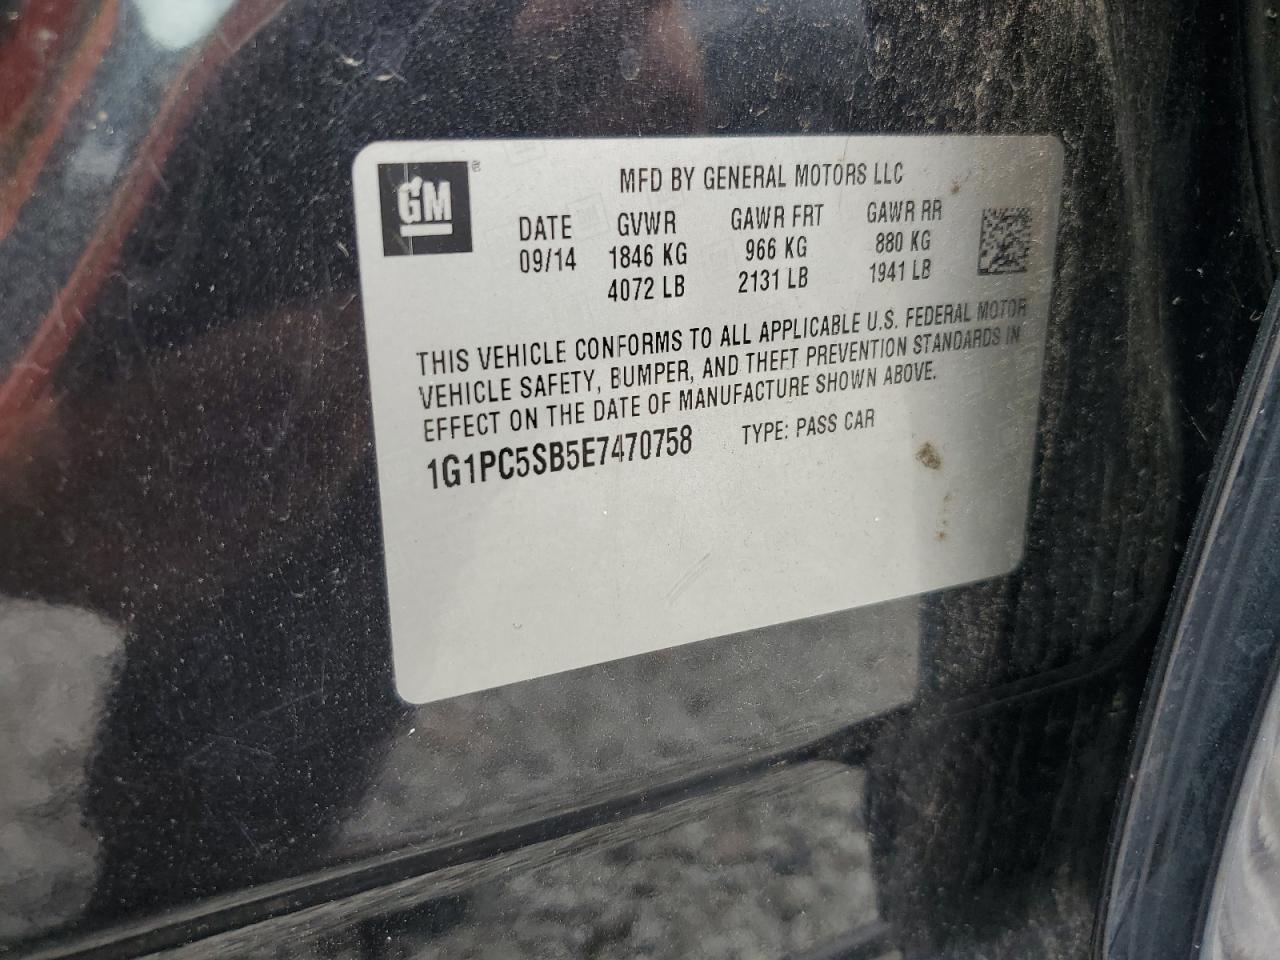 GM ®
MFD BY GENERAL MOTORS LLC
DATE GVWR GAWR FRT GAWR RR
09/14 1846 KG 966 KG 880 KG
4072 LB 2131 LB 1941 LB
THIS VEHICLE CONFORMS TO ALL APPLICABLE U.S. FEDERAL MOTOR
VEHICLE SAFETY, BUMPER, AND THEFT PREVENTION STANDARDS IN
EFFECT ON THE DATE OF MANUFACTURE SHOWN ABOVE.
1G1PC5SB5E7470758 TYPE: PASS CAR